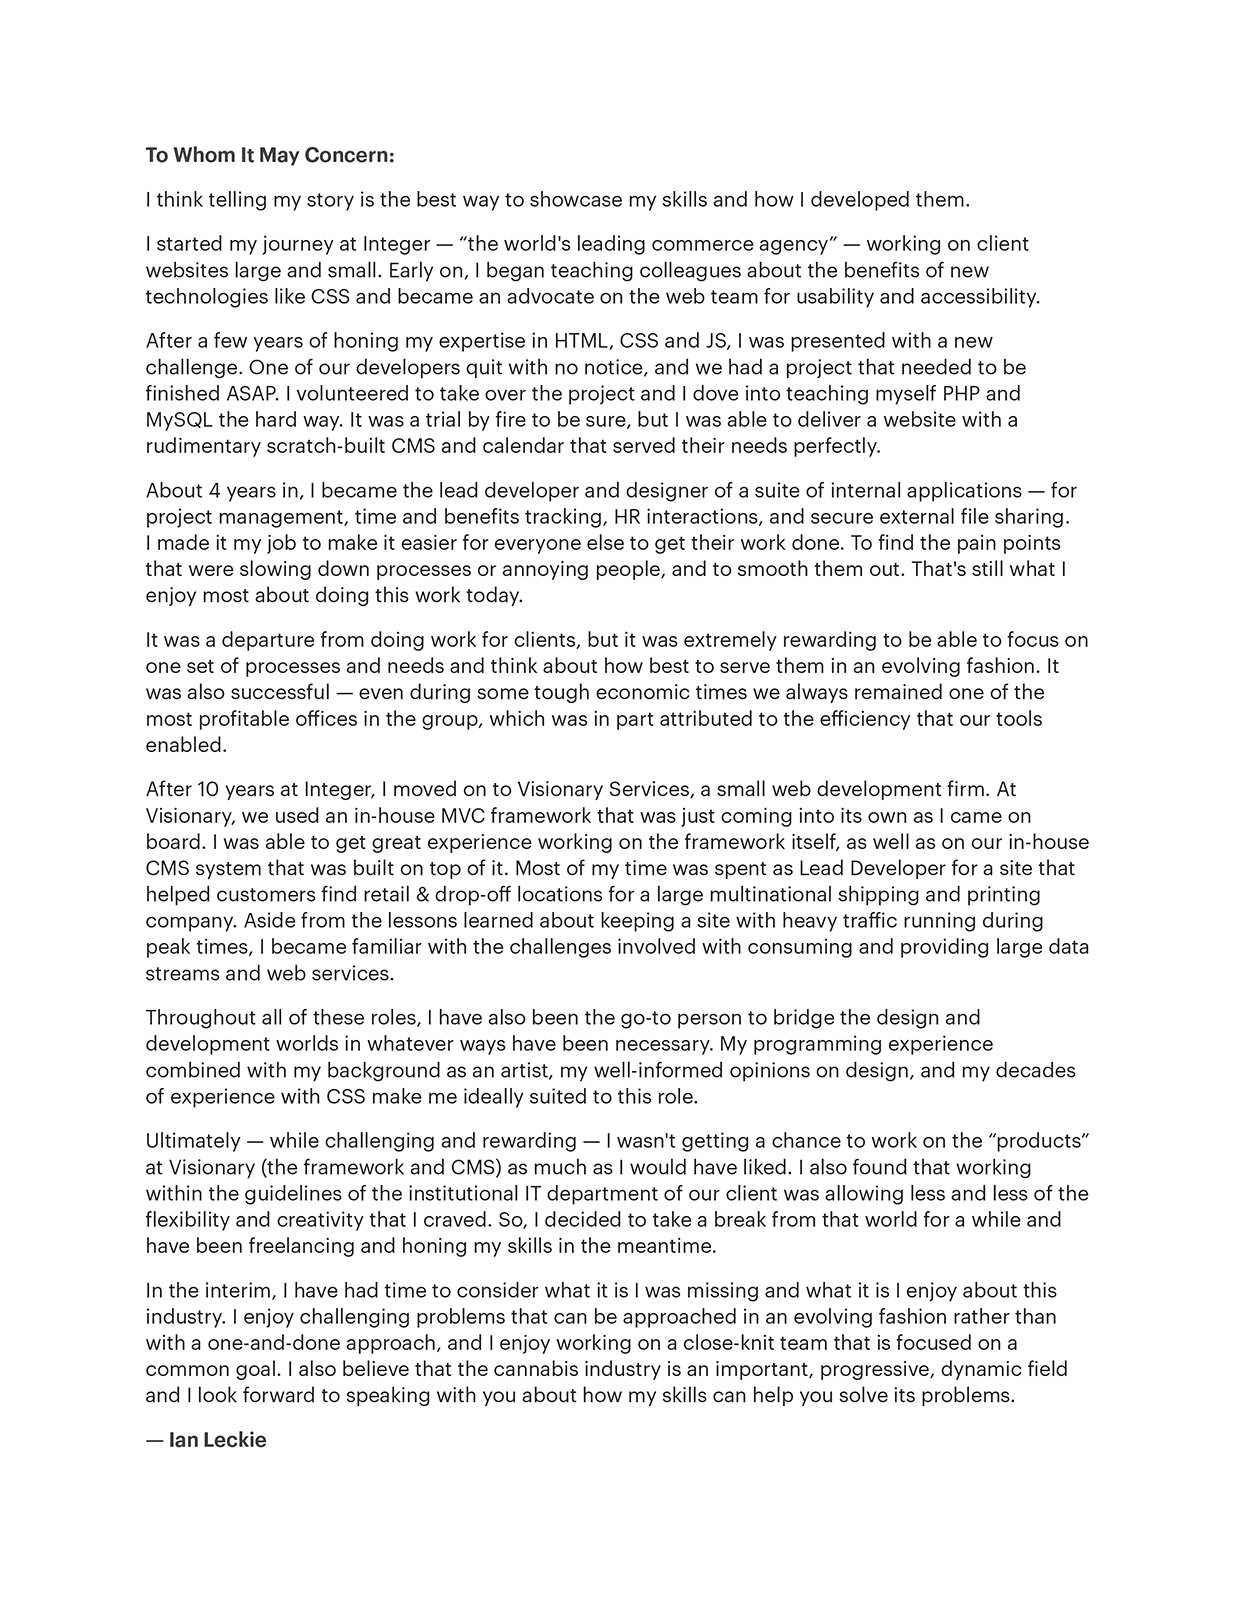 To Whom It May Concern:
I think telling my story is the best way to showcase my skills and how I developed them.
I started my journey at Integer — “the world's leading commerce agency” — working on client
websites large and small. Early on, I began teaching colleagues about the benefits of new
technologies like CSS and became an advocate on the web team for usability and accessibility.
After a few years of honing my expertise in HTML, CSS and JS, I was presented with a new
challenge. One of our developers quit with no notice, and we had a project that needed to be
finished ASAP. I volunteered to take over the project and I dove into teaching myself PHP and
MySQL the hard way. It was a trial by fire to be sure, but I was able to deliver a website with a
rudimentary scratch-built CMS and calendar that served their needs perfectly.
About 4 years in, I became the lead developer and designer of a suite of internal applications — for
project management, time and benefits tracking, HR interactions, and secure external file sharing.
I made it my job to make it easier for everyone else to get their work done. To find the pain points
that were slowing down processes or annoying people, and to smooth them out. That's still what I
enjoy most about doing this work today.
It was a departure from doing work for clients, but it was extremely rewarding to be able to focus on
one set of processes and needs and think about how best to serve them in an evolving fashion. It
was also successful — even during some tough economic times we always remained one of the
most profitable offices in the group, which was in part attributed to the efficiency that our tools
enabled.
After 10 years at Integer, I moved on to Visionary Services, a small web development firm. At
Visionary, we used an in-house MVC framework that was just coming into its own as I came on
board. I was able to get great experience working on the framework itself, as well as on our in-house
CMS system that was built on top of it. Most of my time was spent as Lead Developer for a site that
helped customers find retail & drop-off locations for a large multinational shipping and printing
company. Aside from the lessons learned about keeping a site with heavy traffic running during
peak times, I became familiar with the challenges involved with consuming and providing large data
streams and web services.
Throughout all of these roles, I have also been the go-to person to bridge the design and
development worlds in whatever ways have been necessary. My programming experience
combined with my background as an artist, my well-informed opinions on design, and my decades
of experience with CSS make me ideally suited to this role.
Ultimately — while challenging and rewarding — I wasn't getting a chance to work on the “products”
at Visionary (the framework and CMS) as much as I would have liked. I also found that working
within the guidelines of the institutional IT department of our client was allowing less and less of the
flexibility and creativity that I craved. So, I decided to take a break from that world for a while and
have been freelancing and honing my skills in the meantime.
In the interim, I have had time to consider what it is I was missing and what it is I enjoy about this
industry. I enjoy challenging problems that can be approached in an evolving fashion rather than
with a one-and-done approach, and I enjoy working on a close-knit team that is focused on a
common goal. I also believe that the cannabis industry is an important, progressive, dynamic field
and I look forward to speaking with you about how my skills can help you solve its problems.
— Ian Leckie